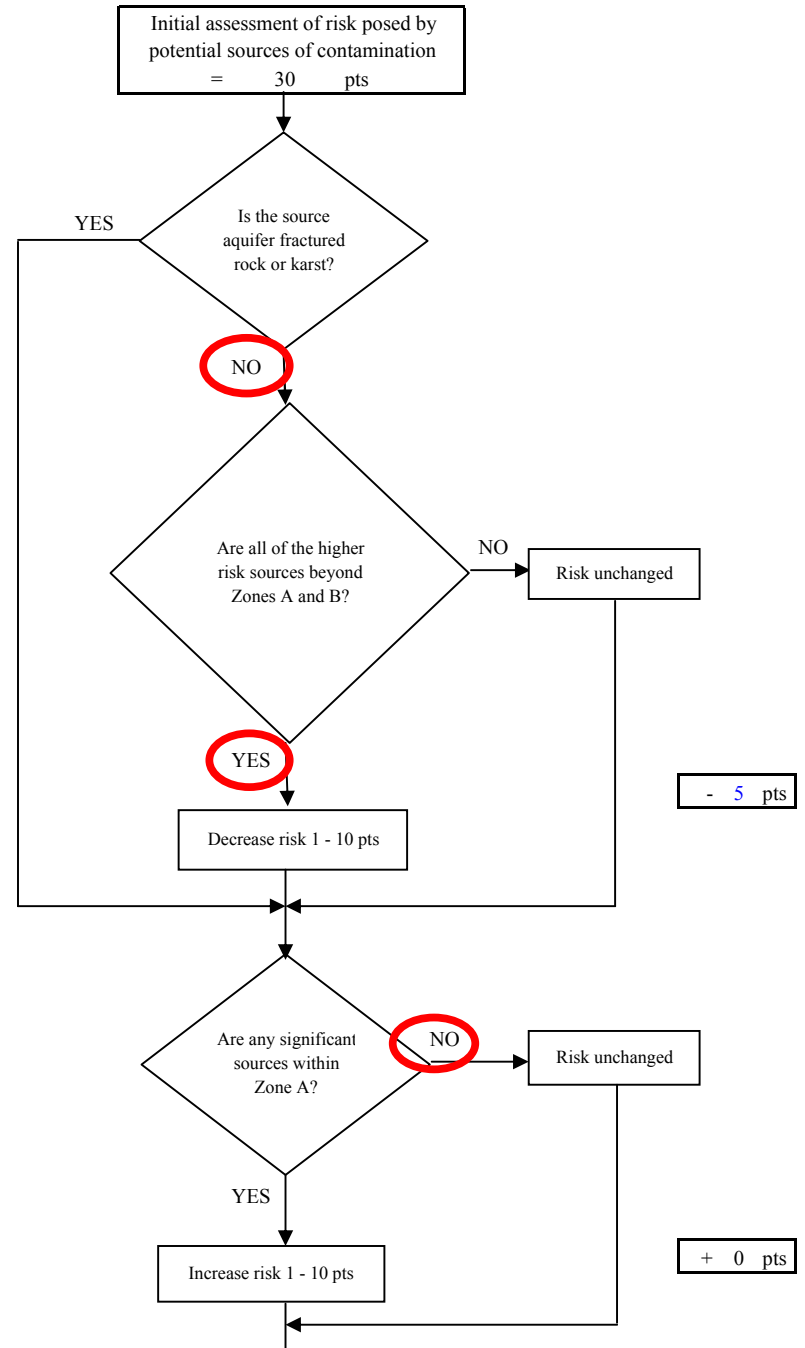 Initial assessment of risk posed by
potential sources of contamination
= 30 pts
YES
Is the source
aquifer fractured
rock or karst?
NO
Are all of the higher
risk sources beyond
Zones A and B?
NO
Risk unchanged
YES
- 5 pts
Decrease risk 1 - 10 pts
Are any significant
sources within
Zone A?
NO
Risk unchanged
YES
+ 0 pts
Increase risk 1 - 10 pts